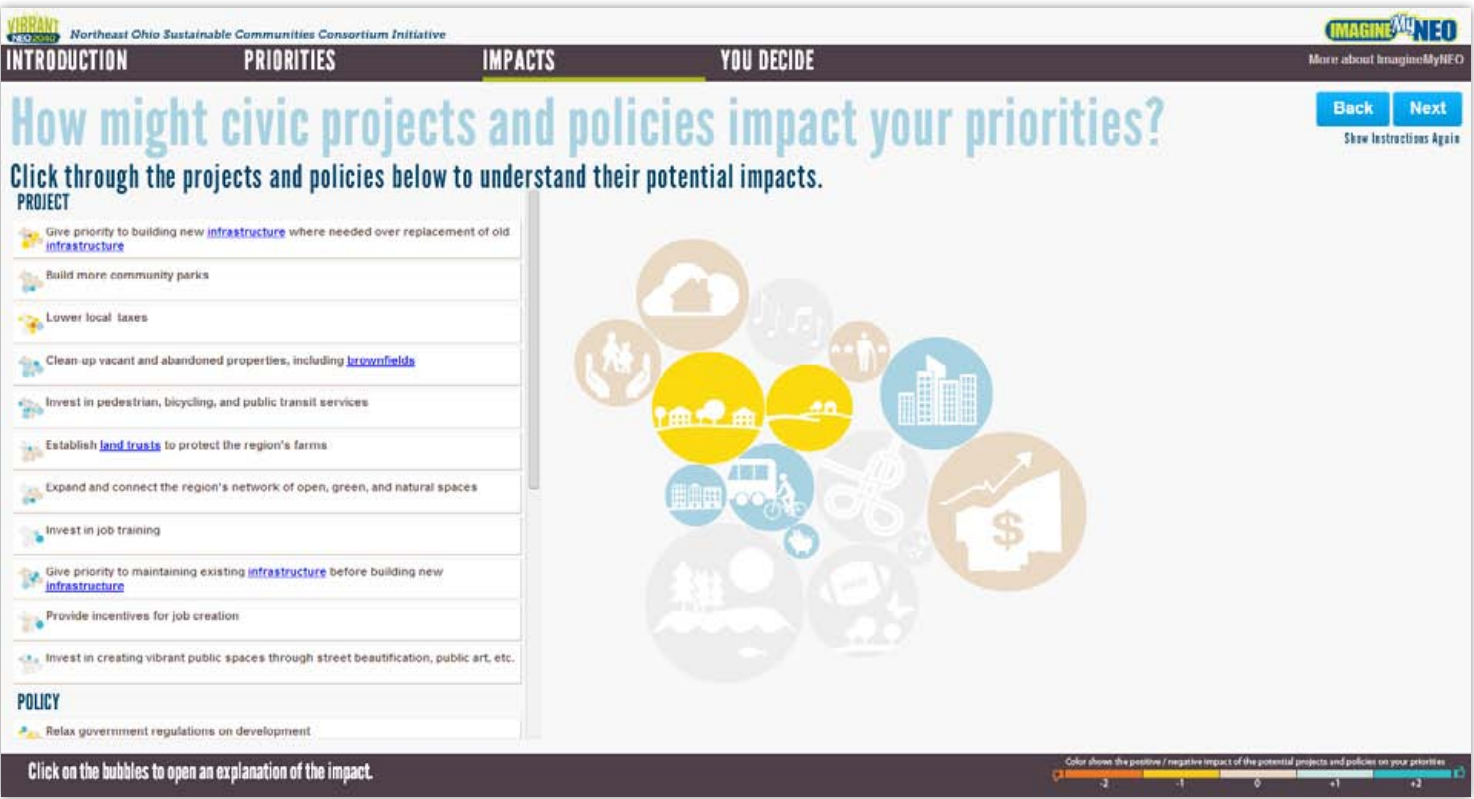 VIBRANT
NEO 2040
Northeast Ohio Sustainable Communities Consortium Initiative
IMAGINE My NEO
INTRODUCTION PRIORITIES IMPACTS YOU DECIDE
More about ImagineMyNEO
How might civic projects and policies impact your priorities?
Back Next
Show Instructions Again
Click through the projects and policies below to understand their potential impacts.
PROJECT
Give priority to building new infrastructure where needed over replacement of old
infrastructure
Build more community parks
Lower local taxes
Clean-up vacant and abandoned properties, including brownfields
Invest in pedestrian, bicycling, and public transit services
Establish land trusts to protect the region's farms
Expand and connect the region's network of open, green, and natural spaces
Invest in job training
Give priority to maintaining existing infrastructure before building new
infrastructure
Provide incentives for job creation
Invest in creating vibrant public spaces through street beautification, public art, etc.
POLICY
Relax government regulations on development
$
$
Click on the bubbles to open an explanation of the impact.
Color shows the positive / negative impact of the potential projects and policies on your priorities
-2 -1 0 +1 +2